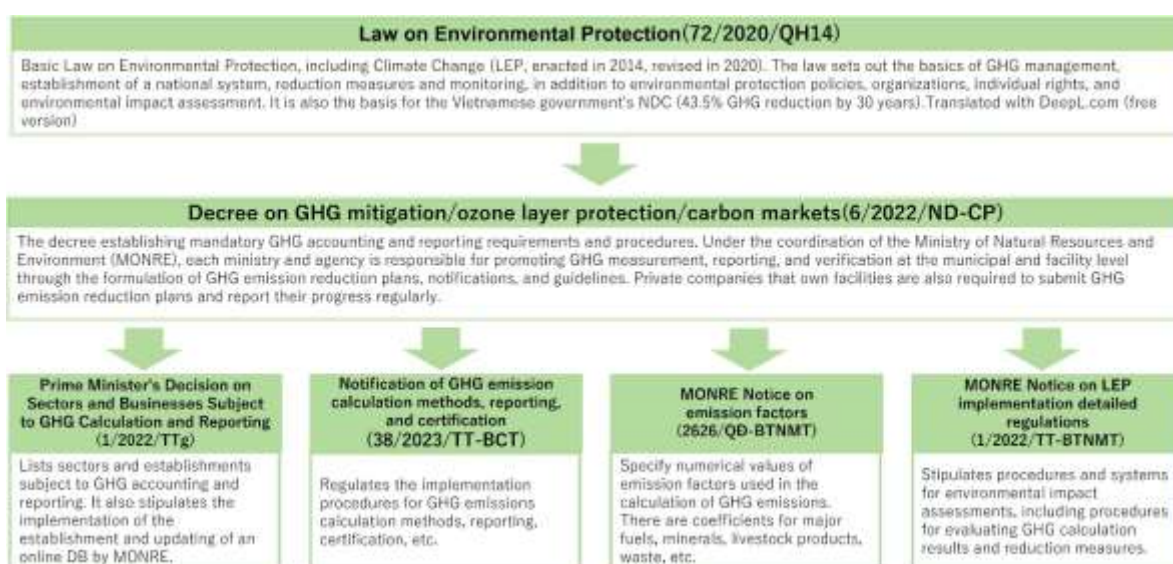 Law on Environmental Protection(72/2020/QH14)
Basic Law on Environmental Protection, including Climate Change (LEP, enacted in 2014, revised in 2020). The law sets out the basics of GHG management,
establishment of a national system, reduction measures and monitoring, in addition to environmental protection policies, organizations, individual rights, and
environmental impact assessment. It is also the basis for the Vietnamese government's NDC (43.5% GHG reduction by 30 years).Translated with DeepL.com (free
version)
Decree on GHG mitigation/ozone layer protection/carbon markets(6/2022/ND-CP)
The decree establishing mandatory GHG accounting and reporting requirements and procedures. Under the coordination of the Ministry of Natural Resources and
Environment (MONRE), each ministry and agency is responsible for promoting GHG measurement, reporting, and verification at the municipal and facility level
through the formulation of GHG emission reduction plans, notifications, and guidelines. Private companies that own facilities are also required to submit GHG
emission reduction plans and report their progress regularly.
Prime Minister's Decision on
Sectors and Businesses Subject
to GHG Calculation and Reporting
(1/2022/TTg)
Lists sectors and establishments
subject to GHG accounting and
reporting. It also stipulates the
implementation of the
establishment and updating of an
online DB by MONRE.
Notification of GHG emission
calculation methods, reporting,
and certification
(38/2023/TT-BCT)
Regulates the implementation
procedures for GHG emissions
calculation methods, reporting,
certification, etc.
MONRE Notice on
emission factors
(2626/QD-BTNMT)
Specify numerical values of
emission factors used in the
calculation of GHG emissions.
There are coefficients for major
fuels, minerals, livestock products,
waste, etc.
MONRE Notice on LEP
implementation detailed
regulations
(1/2022/TT-BTNMT)
Stipulates procedures and systems
for environmental impact
assessments, including procedures
for evaluating GHG calculation
results and reduction measures.